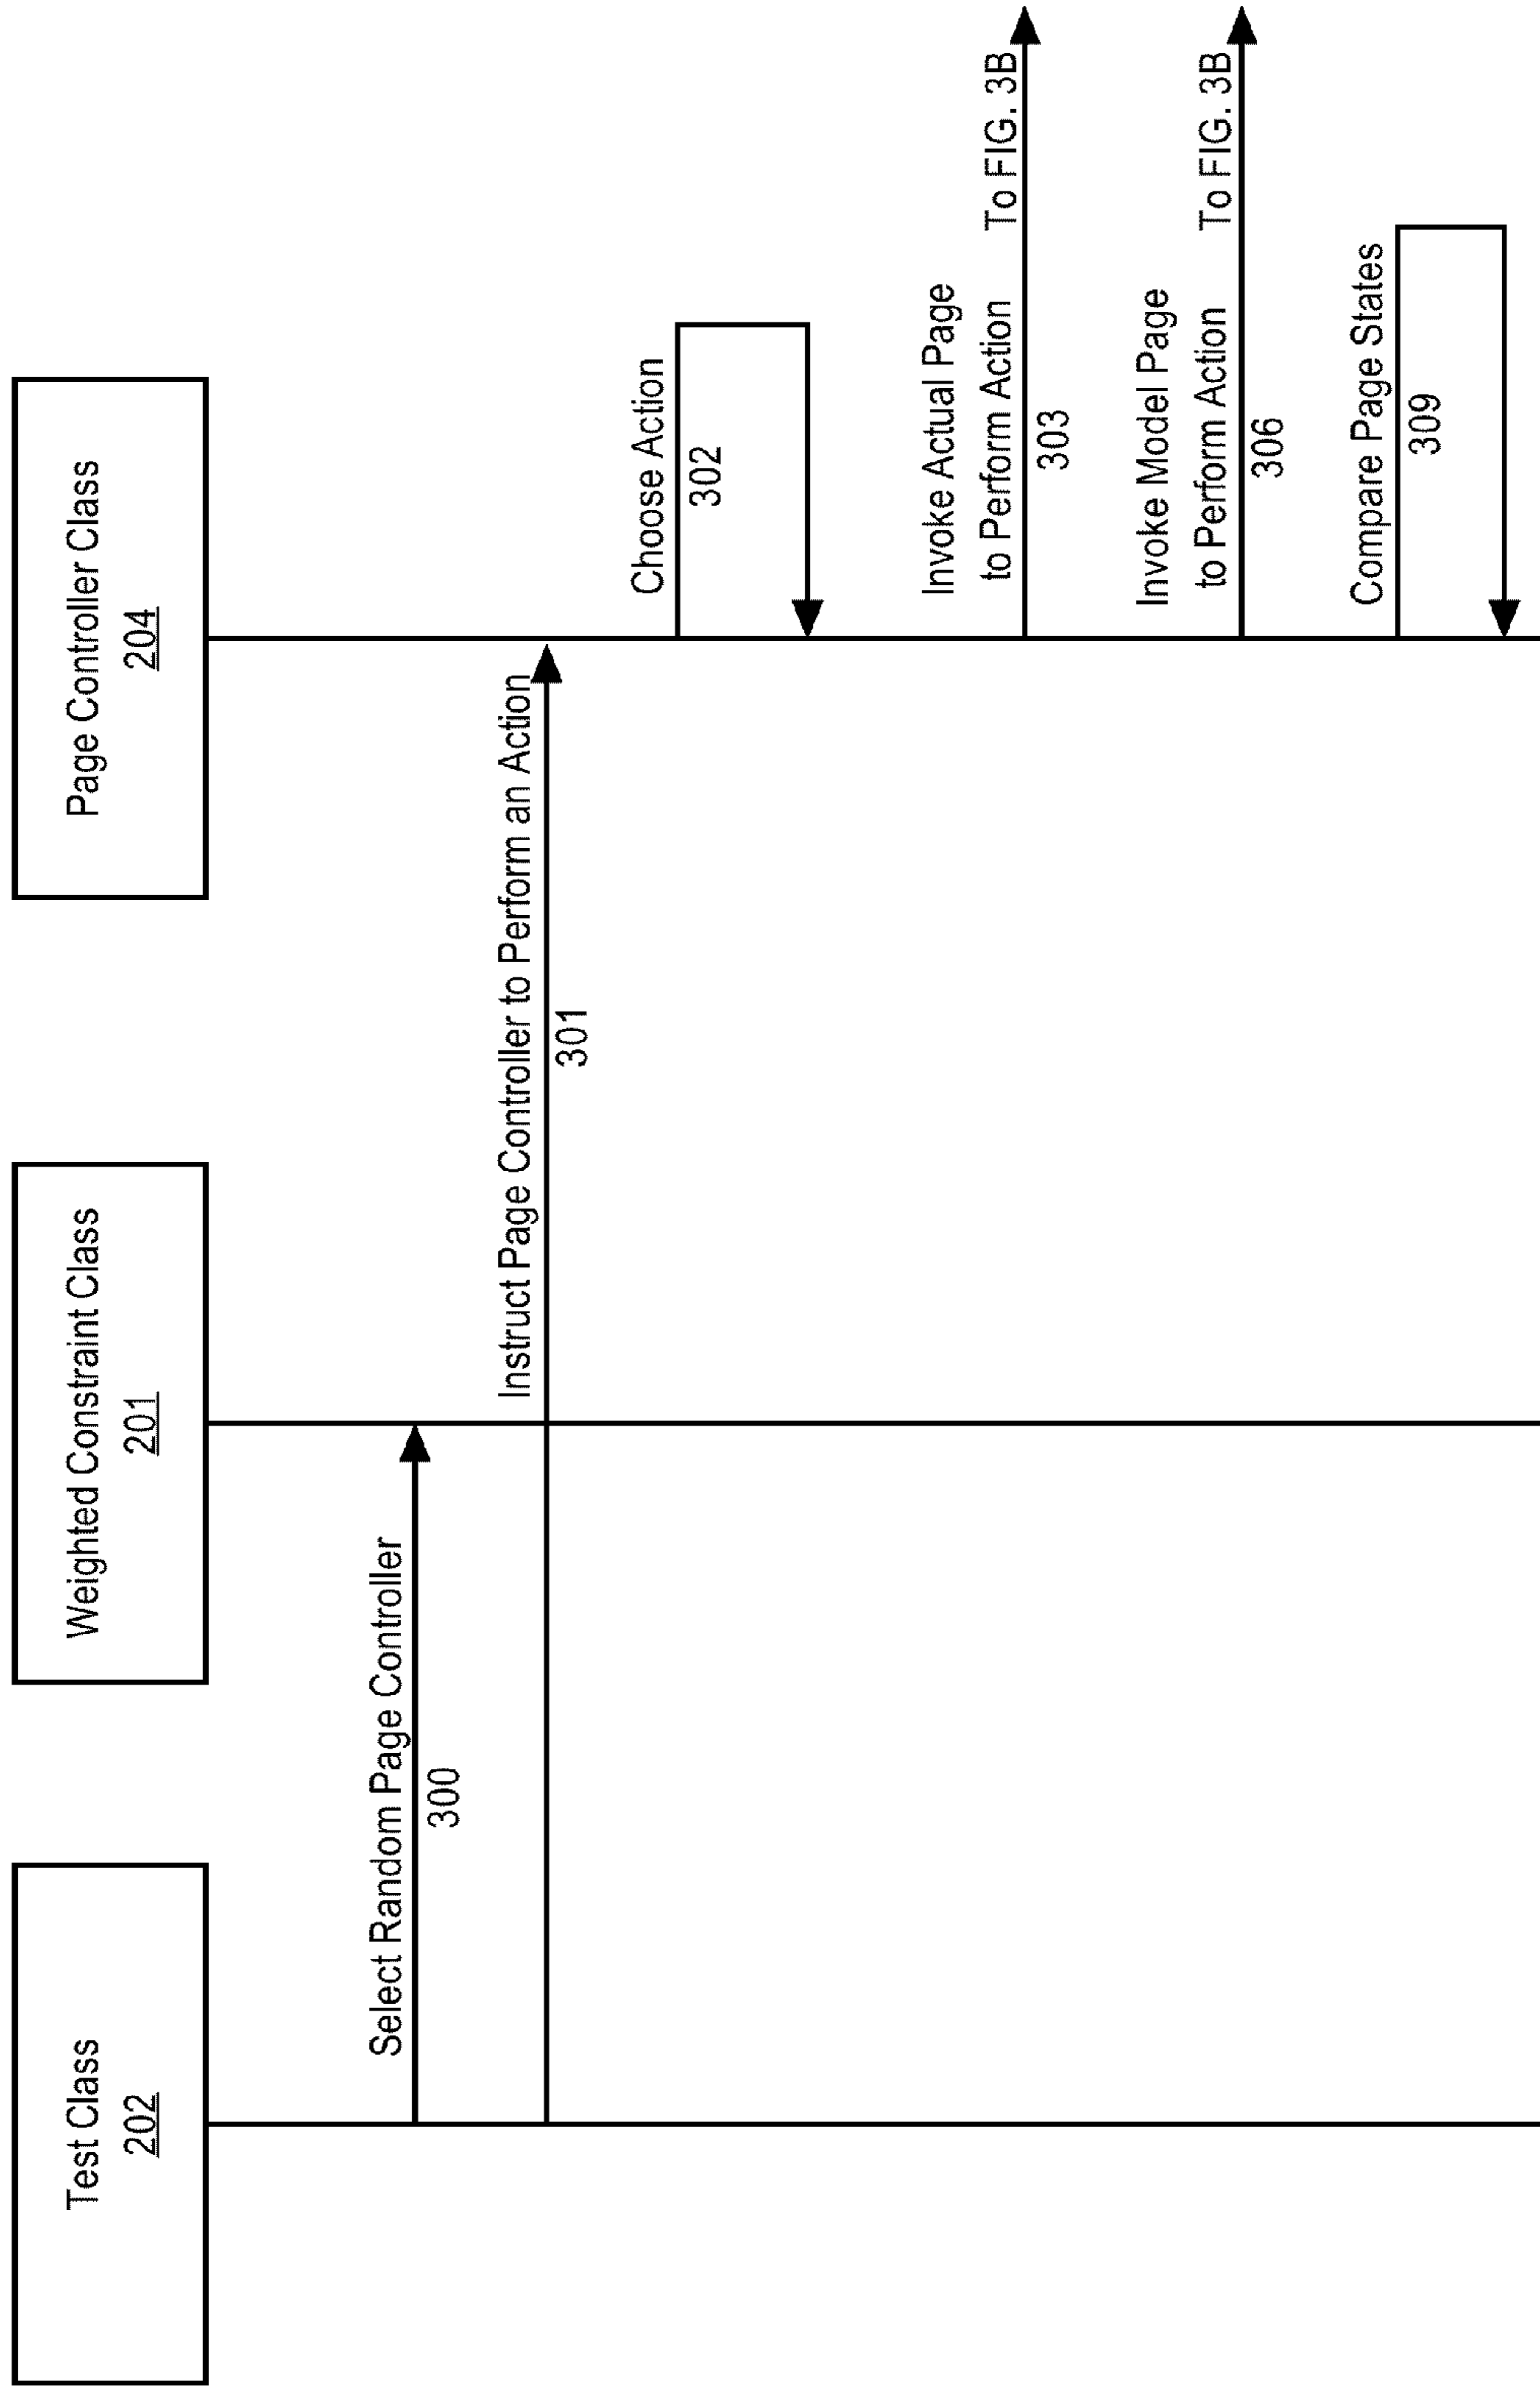 Test Class
202
Weighted Constraint Class
201
Page Controller Class
204
Select Random Page Controller
300
Instruct Page Controller to Perform an Action
301
Choose Action
302
Invoke Actual Page
to Perform Action
To FIG. 3B
303
Invoke Model Page
to Perform Action
To FIG. 3B
306
Compare Page States
309